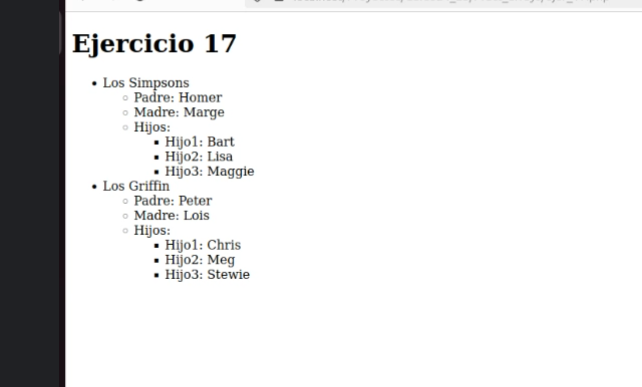 Ejercicio 17
Los Simpsons
Padre: Homer
Madre: Marge
Hijos:
Hijo1: Bart
Hijo2: Lisa
Hijo3: Maggie
Los Griffin
Padre: Peter
Madre: Lois
Hijos:
Hijo1: Chris
Hijo2: Meg
Hijo3: Stewie